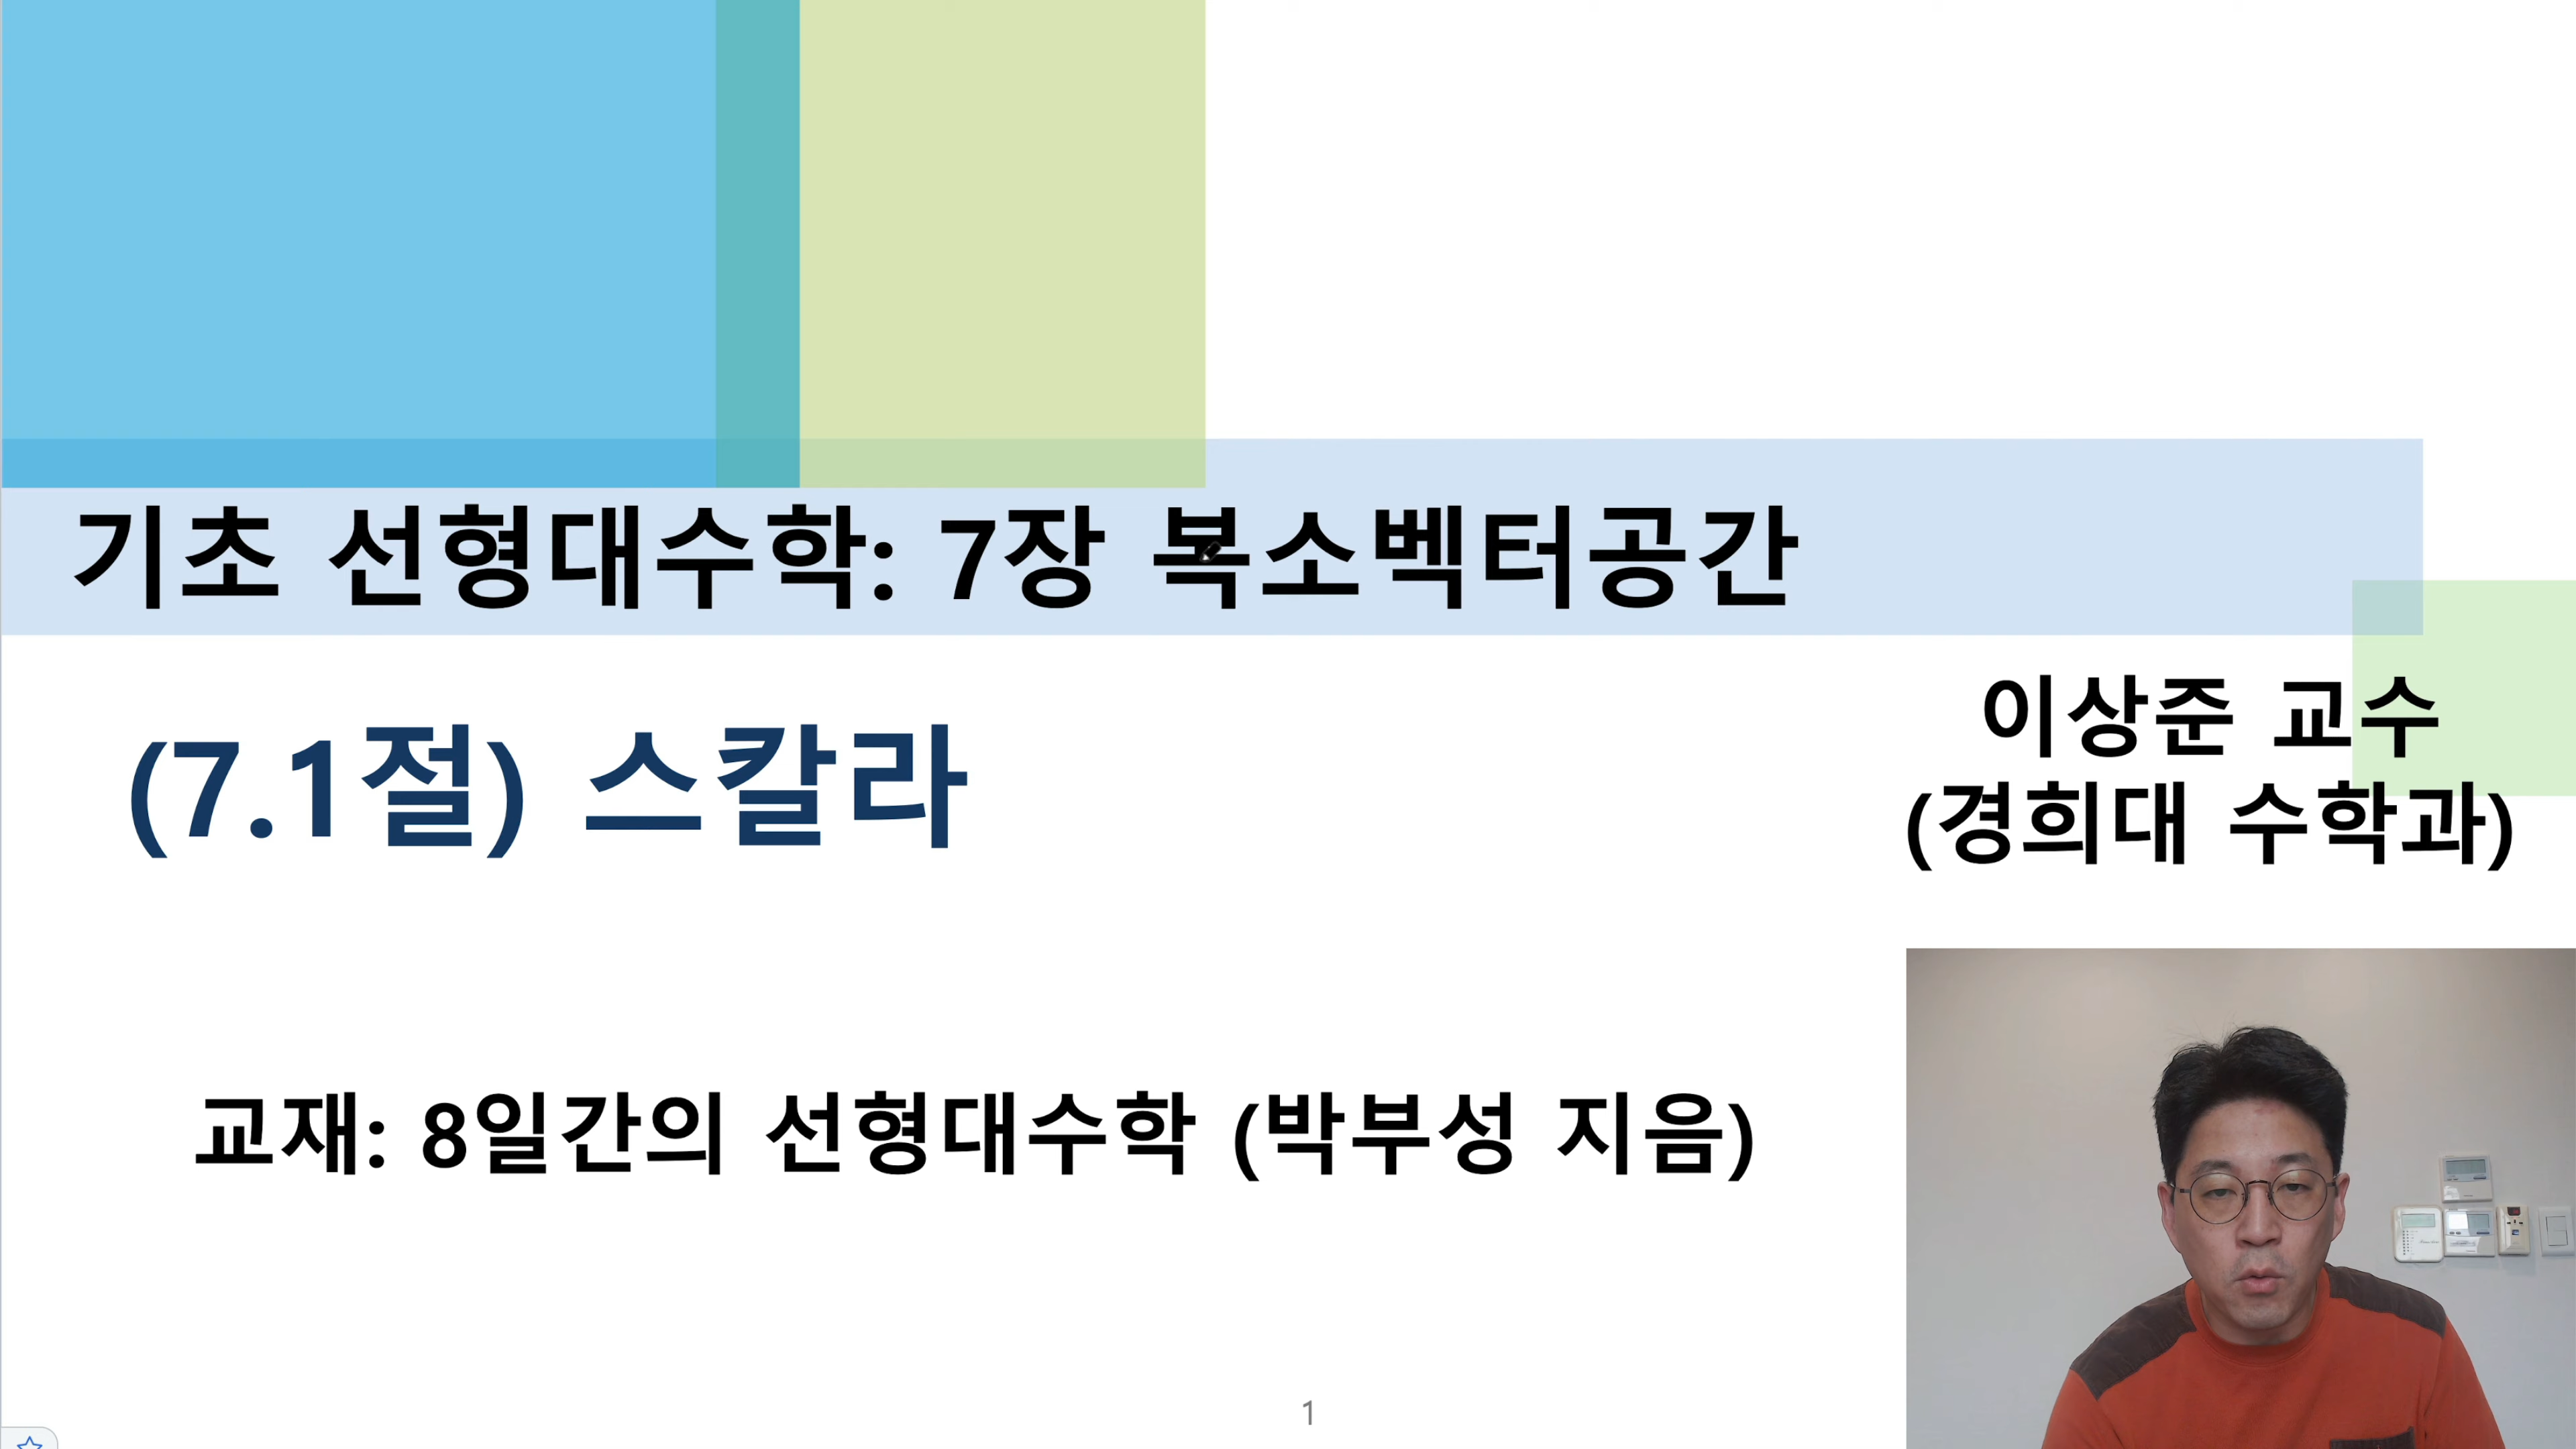 기초 선형대수학: 7장 복소벡터공간
(7.1절) 스칼라
이상준 교수
(경희대 수학과)
교재: 8일간의 선형대수학 (박부성 지음)
1